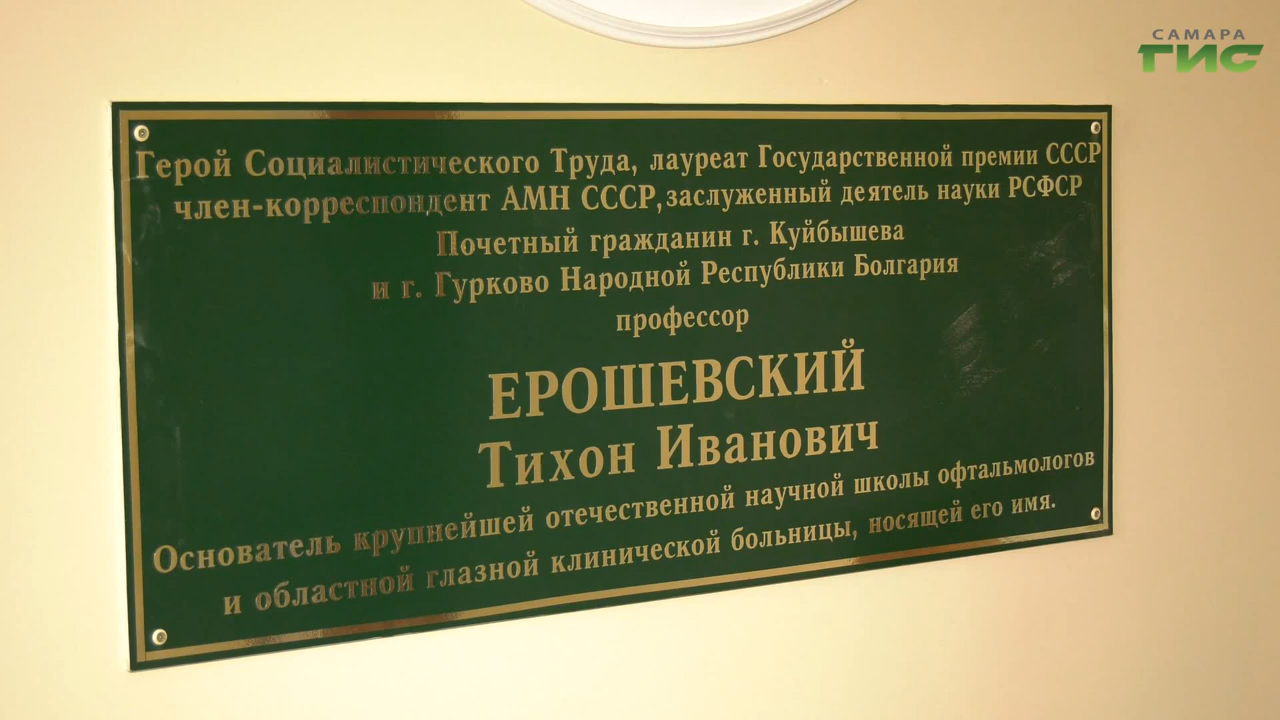 САМАРА
ГИС
Герой Социалистического Труда, лауреат Государственной премии СССР
член-корреспондент АМН СССР, заслуженный деятель науки РСФСР
Почетный гражданин г. Куйбышева
и г. Гурково Народной Республики Болгария
профессор
ЕРОШЕВСКИЙ
Тихон Иванович
Основатель крупнейшей отечественной научной школы офтальмологов
и областной глазной клинической больницы, носящей его имя.